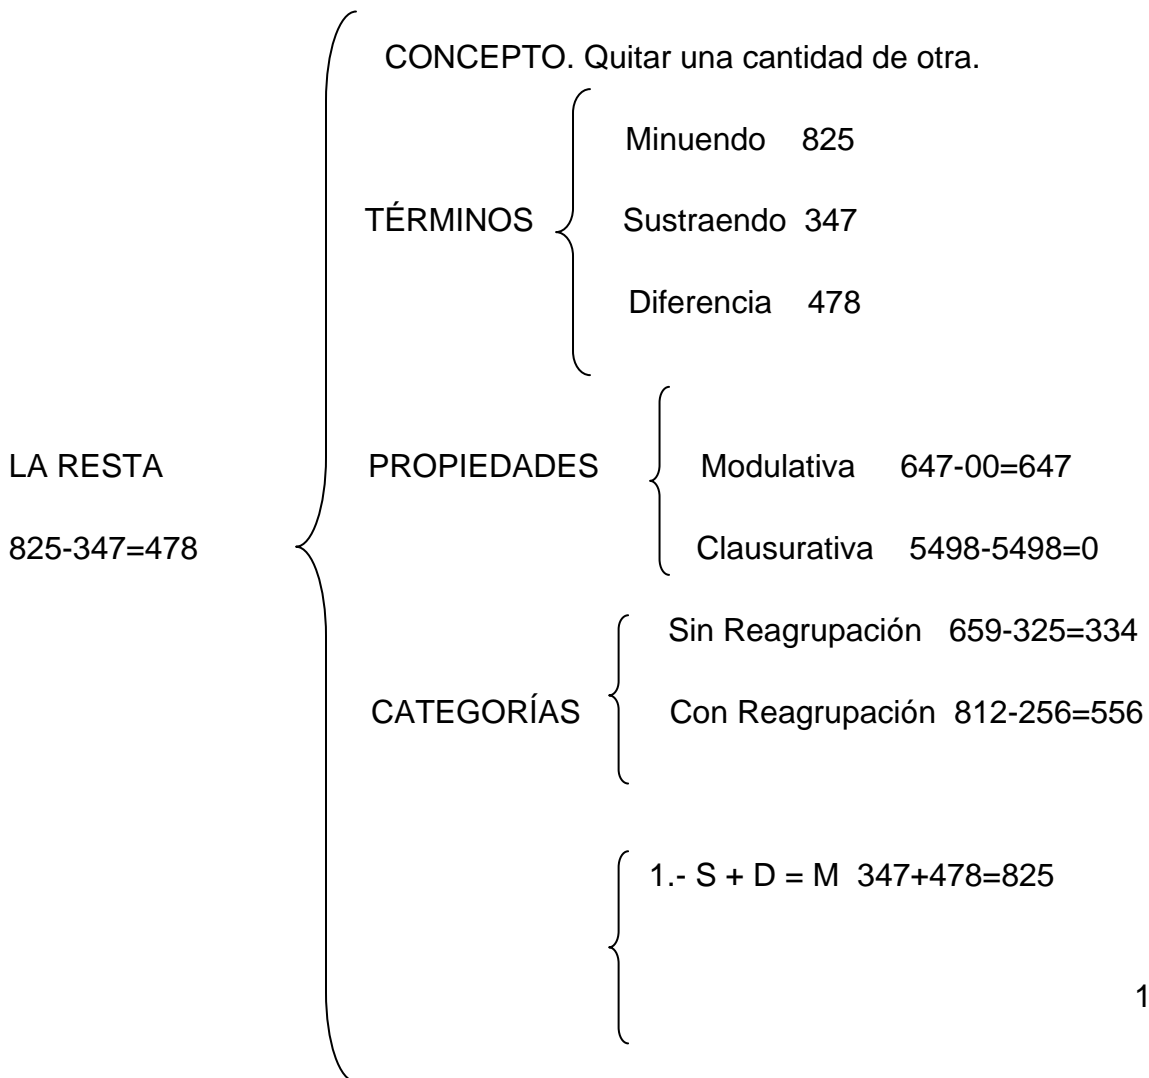 CONCEPTO. Quitar una cantidad de otra.
Minuendo 825
TÉRMINOS Sustraendo 347
Diferencia 478
LA RESTA PROPIEDADES Modulativa 647-00=647
825-347=478 Clausurativa 5498-5498=0
Sin Reagrupación 659-325=334
CATEGORÍAS Con Reagrupación 812-256=556
1.- S + D = M 347+478=825
1